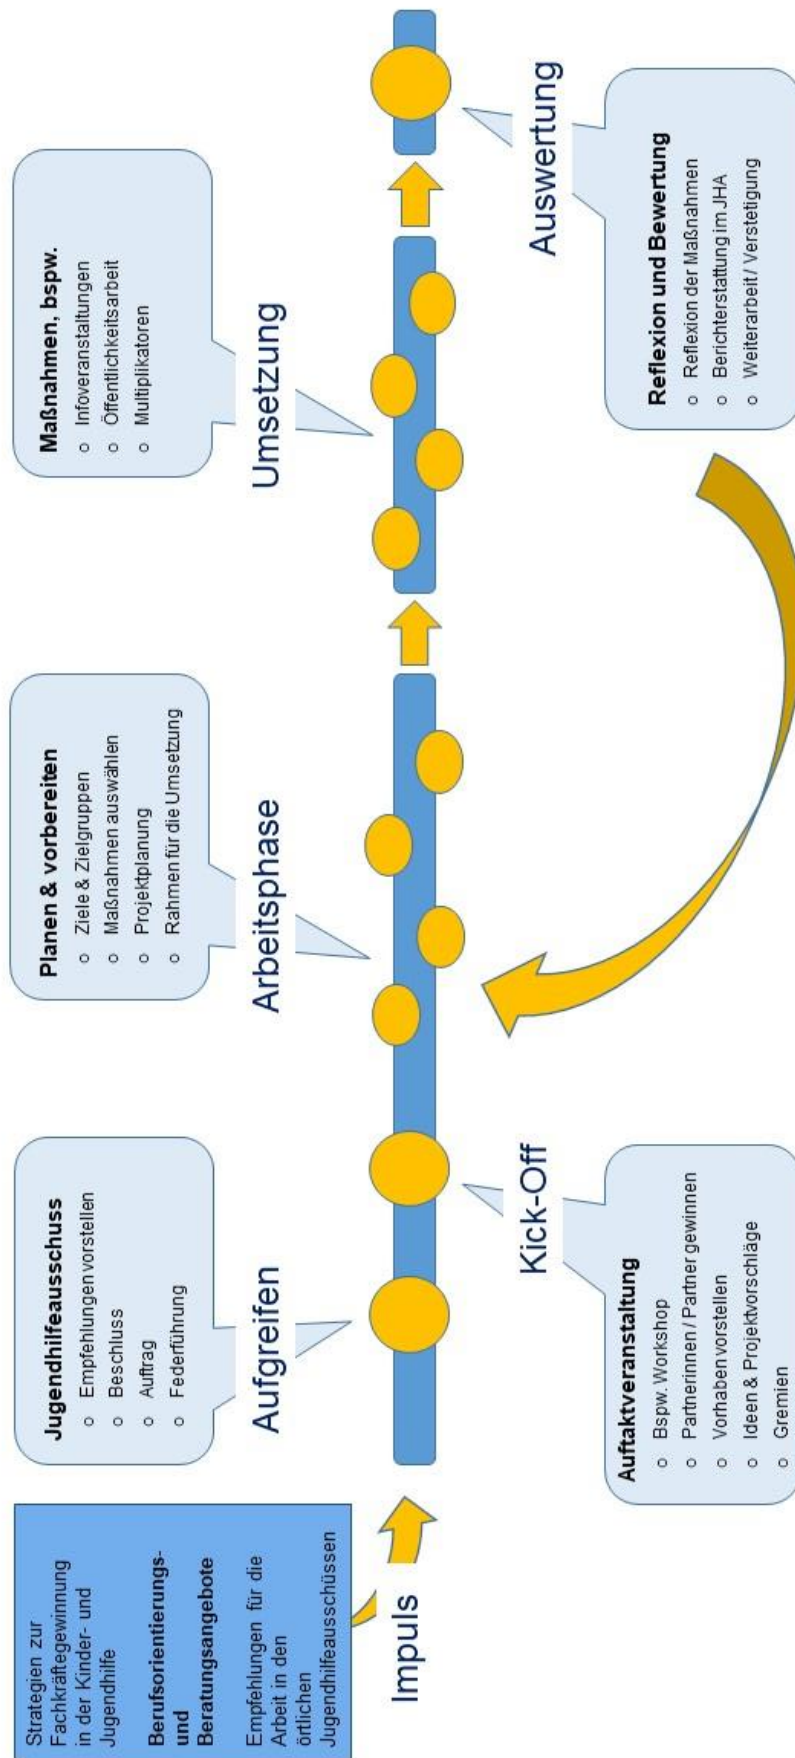 Strategien zur
Fachkräftegewinnung
in der Kinder- und
Jugendhilfe
Berufsorientierungs-
und
Beratungsangebote
Empfehlungen für die
Arbeit in den
örtlichen
Jugendhilfeausschüssen
Impuls
Jugendhilfeausschuss
○ Empfehlungen vorstellen
○ Beschluss
○ Auftrag
○ Federführung
Aufgreifen
Kick-Off
Auftaktveranstaltung
○ Bspw. Workshop
○ Partnerinnen / Partner gewinnen
○ Vorhaben vorstellen
○ Ideen & Projektvorschläge
○ Gremien
Planen & vorbereiten
○ Ziele & Zielgruppen
○ Maßnahmen auswählen
○ Projektplanung
○ Rahmen für die Umsetzung
Arbeitsphase
Maßnahmen, bspw.
○ Infoveranstaltungen
○ Öffentlichkeitsarbeit
○ Multiplikatoren
Umsetzung
Auswertung
Reflexion und Bewertung
○ Reflexion der Maßnahmen
○ Berichterstattung im JHA
○ Weiterarbeit / Verstetigung